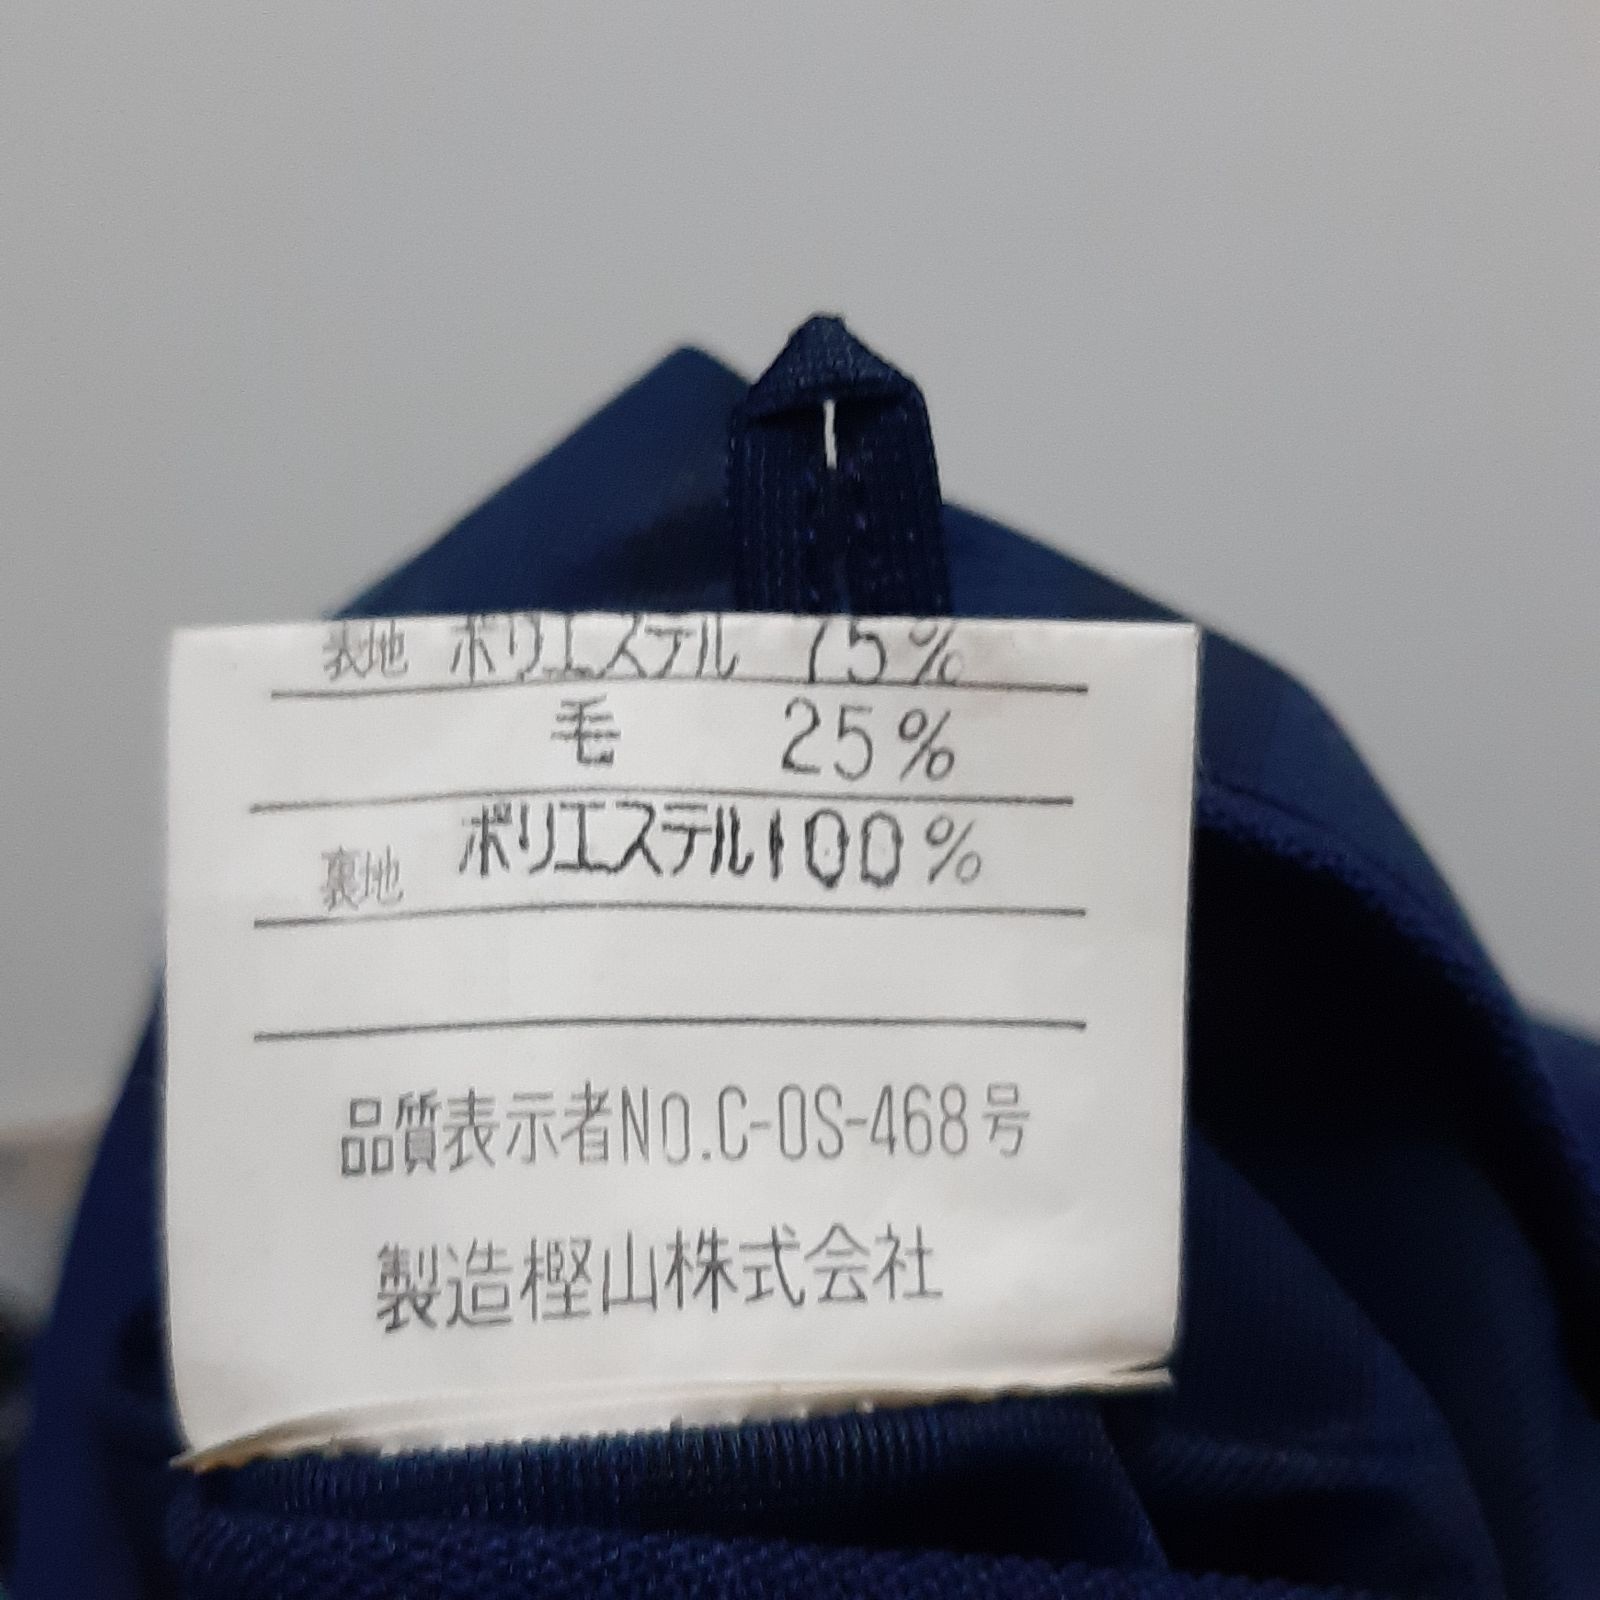 表地 ポリエステル 75%
毛 25%
裏地 ポリエステル100%
品質表示者NO.C-OS-468号
製造樫山株式会社